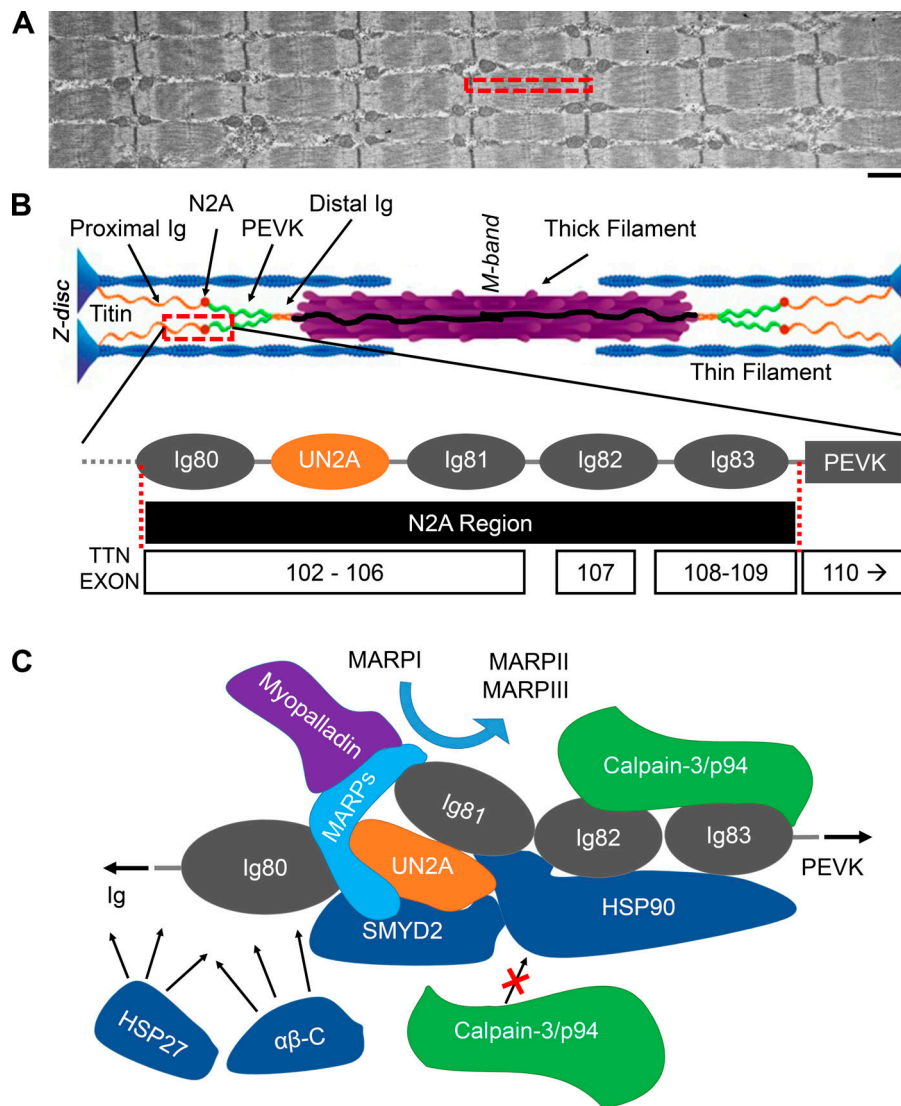 A
B
N2A
Distal Ig
Proximal Ig
PEVK
M-band
Thick Filament
Z-disc
Titin
Thin Filament
Ig80
UN2A
Ig81
Ig82
Ig83
PEVK
N2A Region
TTN
EXON
102 - 106
107
108-109
110 →
C
MARPI
MARPII
MARPIII
Myopalladin
MARPs
Calpain-3/p94
Ig81
Ig82
Ig83
Ig80
UN2A
Ig
PEVK
HSP90
SMYD2
HSP27
αβ-C
Calpain-3/p94